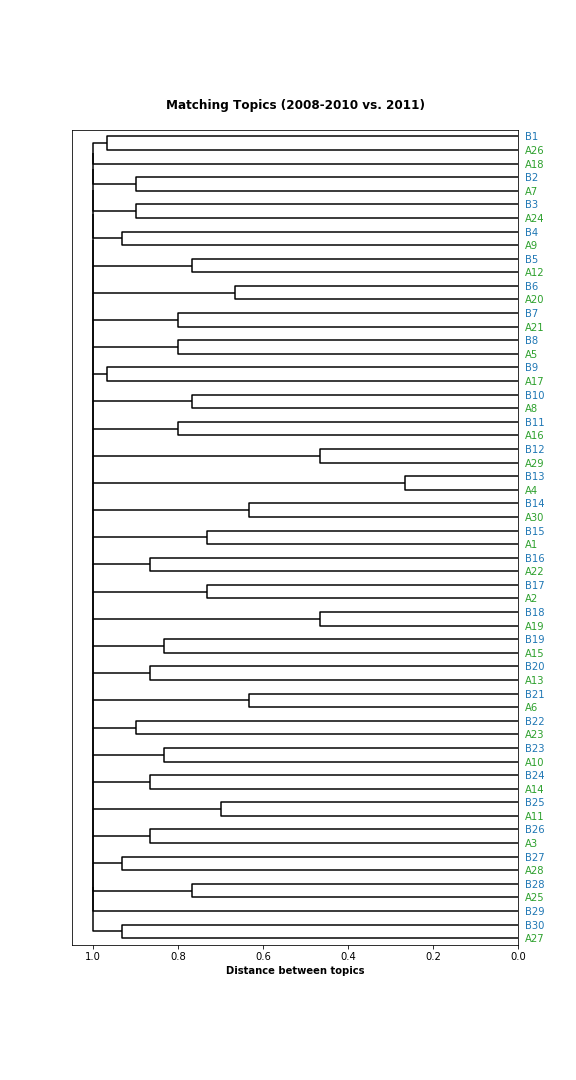 Matching Topics (2008-2010 vs. 2011)
B1
A26
A18
B2
A7
B3
A24
B4
A9
B5
A12
B6
A20
B7
A21
B8
A5
B9
A17
B10
A8
B11
A16
B12
A29
B13
A4
B14
A30
B15
A1
B16
A22
B17
A2
B18
A19
B19
A15
B20
A13
B21
A6
B22
A23
B23
A10
B24
A14
B25
A11
B26
A3
B27
A28
B28
A25
B29
B30
A27
1.0 0.8 0.6 0.4 0.2 0.0
Distance between topics